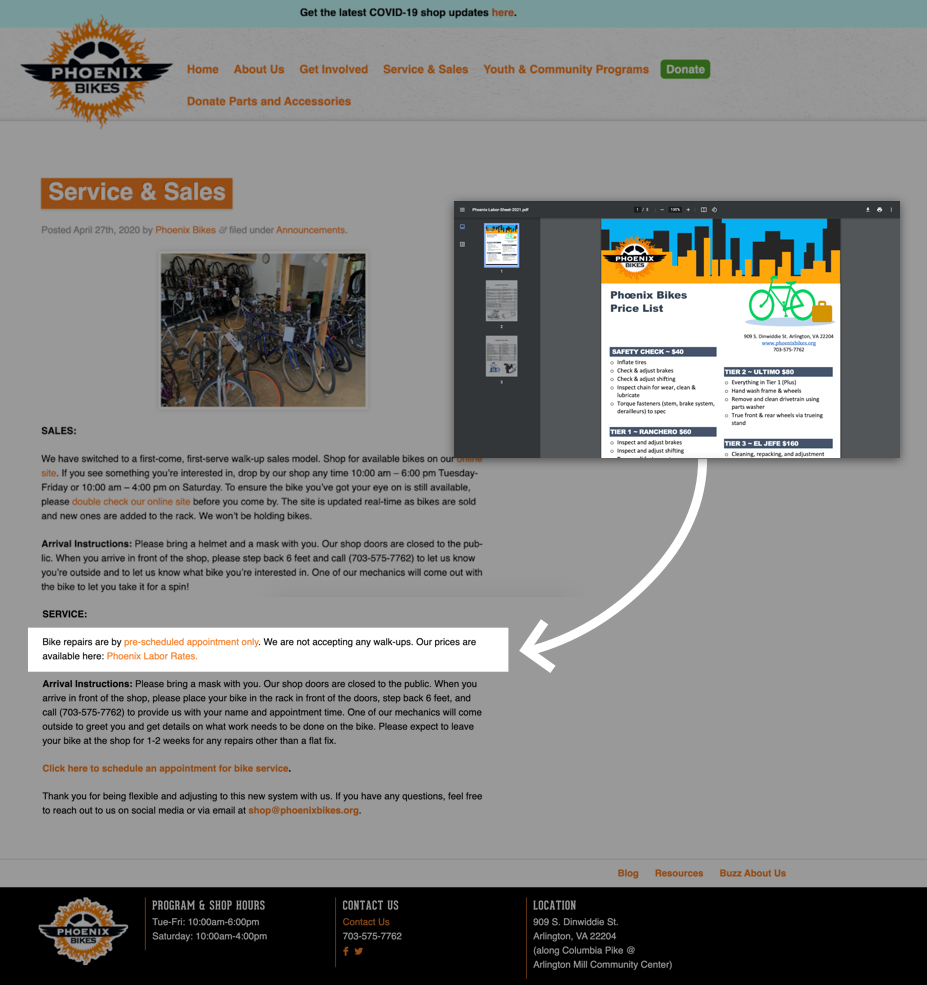 Get the latest COVID-19 shop updates here.
PHOENIX
BIKES
Home About Us Get Involved Service & Sales Youth & Community Programs Donate
Donate Parts and Accessories
Service & Sales
Posted April 27th, 2020 by Phoenix Bikes & filed under Announcements.
Phoenix-Labor-Sheet-2021.pdf
1 / 3
100%
1
2
3
PHOENIX
BIKES
Phœnix Bikes
Price List
909 S. Dinwiddie St. Arlington, VA 22204
www.phoenixbikes.org
703-575-7762
SAFETY CHECK ~ $40
o Inflate tires
o Check & adjust brakes
o Check & adjust shifting
o Inspect chain for wear, clean &
lubricate
o Torque fasteners (stem, brake system,
derailleurs) to spec
TIER 1 ~ RANCHERO $60
o Inspect and adjust brakes
o Inspect and adjust shifting
TIER 2 ~ ULTIMO $80
o Everything in Tier 1 (Plus)
o Hand wash frame & wheels
o Remove and clean drivetrain using
parts washer
o True front & rear wheels via trueing
stand
TIER 3 ~ EL JEFE $160
o Cleaning, repacking, and adjustment
SALES:
We have switched to a first-come, first-serve walk-up sales model. Shop for available bikes on our online
site. If you see something you're interested in, drop by our shop any time 10:00 am – 6:00 pm Tuesday-
Friday or 10:00 am – 4:00 pm on Saturday. To ensure the bike you've got your eye on is still available,
please double check our online site before you come by. The site is updated real-time as bikes are sold
and new ones are added to the rack. We won't be holding bikes.
Arrival Instructions: Please bring a helmet and a mask with you. Our shop doors are closed to the pub-
lic. When you arrive in front of the shop, please step back 6 feet and call (703-575-7762) to let us know
you're outside and to let us know what bike you're interested in. One of our mechanics will come out with
the bike to let you take it for a spin!
SERVICE:
Bike repairs are by pre-scheduled appointment only. We are not accepting any walk-ups. Our prices are
available here: Phoenix Labor Rates.
Arrival Instructions: Please bring a mask with you. Our shop doors are closed to the public. When you
arrive in front of the shop, please place your bike in the rack in front of the doors, step back 6 feet, and
call (703-575-7762) to provide us with your name and appointment time. One of our mechanics will come
outside to greet you and get details on what work needs to be done on the bike. Please expect to leave
your bike at the shop for 1-2 weeks for any repairs other than a flat fix.
Click here to schedule an appointment for bike service.
Thank you for being flexible and adjusting to this new system with us. If you have any questions, feel free
to reach out to us on social media or via email at shop@phoenixbikes.org.
Blog Resources Buzz About Us
PHOENIX
BIKES
PROGRAM & SHOP HOURS
Tue-Fri: 10:00am-6:00pm
Saturday: 10:00am-4:00pm
CONTACT US
Contact Us
703-575-7762
LOCATION
909 S. Dinwiddie St.
Arlington, VA 22204
(along Columbia Pike @
Arlington Mill Community Center)